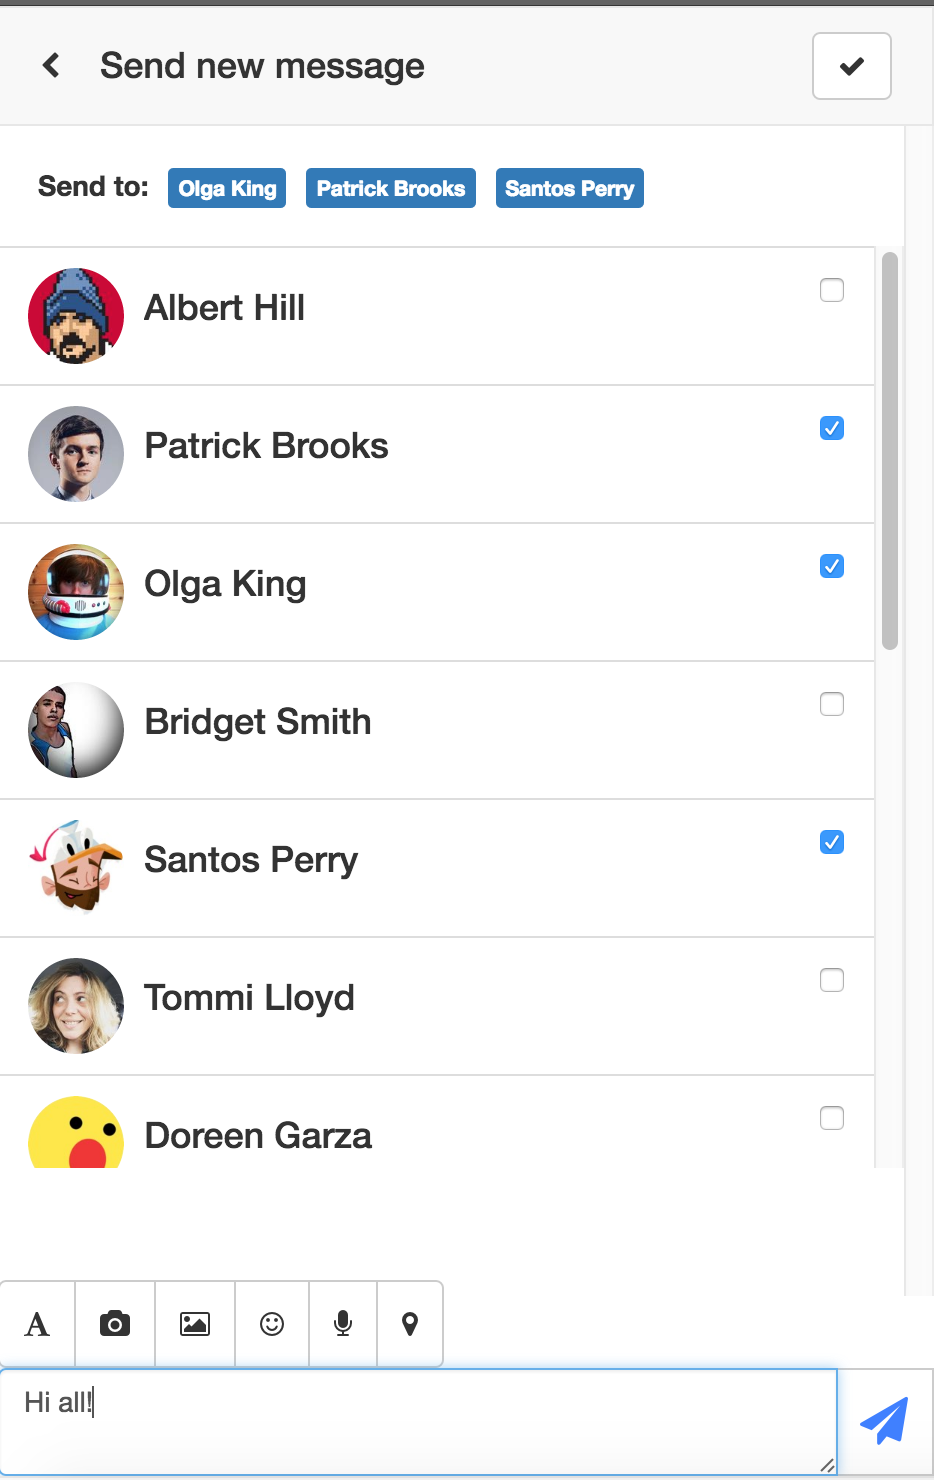 Send new message
Send to: Olga King Patrick Brooks Santos Perry
Albert Hill
Patrick Brooks
Olga King
Bridget Smith
Santos Perry
Tommi Lloyd
Doreen Garza
A
Hi all!